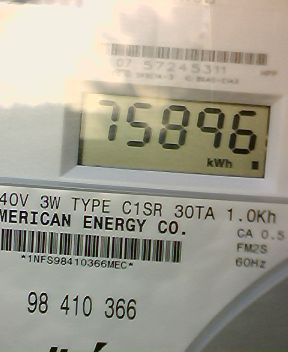 07 57245311
75896
kWh
40V 3W TYPE C1SR 30TA 1.0Kh
MERICAN ENERGY CO.
CA 0.5
FM2S
60Hz
*1NFS98410366MEC*
98 410 366